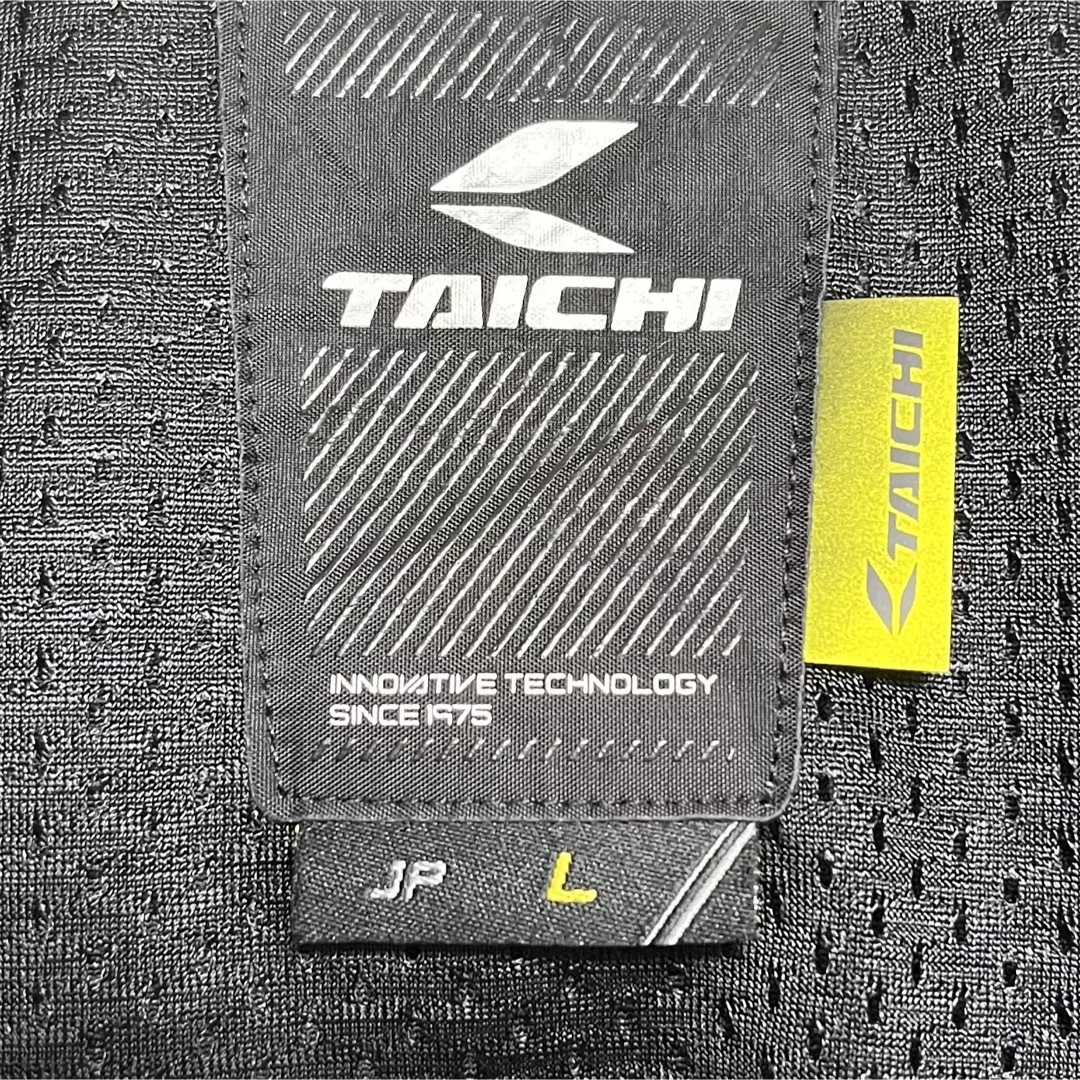 TAICHI
INNOVATIVE TECHNOLOGY
SINCE 1975
TAICHI
JP L